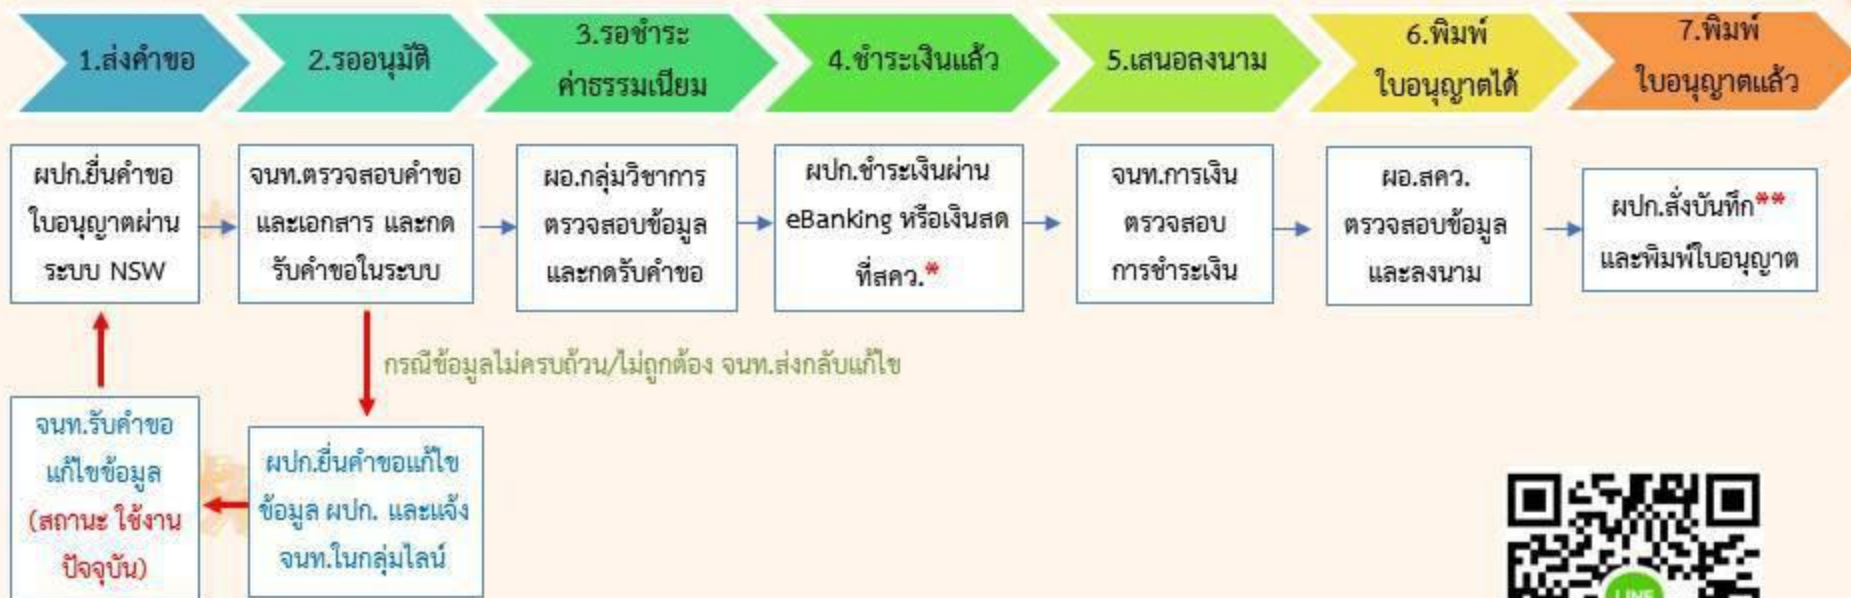 1.ส่งคำขอ
2.รออนุมัติ
3.รอชำระ
ค่าธรรมเนียม
4.ชำระเงินแล้ว
5.เสนอลงนาม
6.พิมพ์
ใบอนุญาตได้
7.พิมพ์
ใบอนุญาตแล้ว
ผปก.ยื่นคำขอ
ใบอนุญาตผ่าน
ระบบ NSW
จนท.ตรวจสอบคำขอ
และเอกสาร และกด
รับคำขอในระบบ
ผอ.กลุ่มวิชาการ
ตรวจสอบข้อมูล
และกดรับคำขอ
ผปก.ชำระเงินผ่าน
eBanking หรือเงินสด
ที่สคว.*
จนท.การเงิน
ตรวจสอบ
การชำระเงิน
ผอ.สคว.
ตรวจสอบข้อมูล
และลงนาม
ผปก.สั่งบันทึก**
และพิมพ์ใบอนุญาต
กรณีข้อมูลไม่ครบถ้วน/ไม่ถูกต้อง จนท.ส่งกลับแก้ไข
จนท.รับคำขอ
แก้ไขข้อมูล
(สถานะ ใช้งาน
ปัจจุบัน)
ผปก.ยื่นคำขอแก้ไข
ข้อมูล ผปก. และแจ้ง
จนท.ในกลุ่มไลน์
LINE